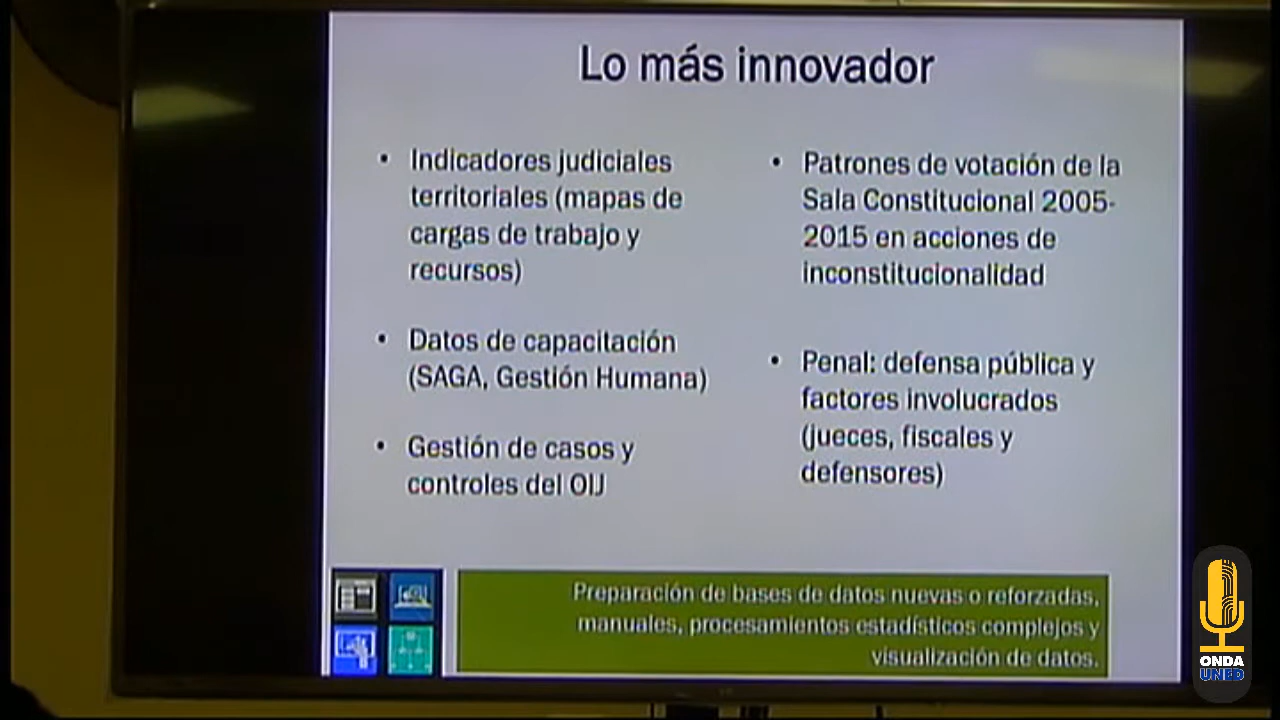 Lo más innovador
• Indicadores judiciales
territoriales (mapas de
cargas de trabajo y
recursos)
• Datos de capacitación
(SAGA, Gestión Humana)
• Gestión de casos y
controles del OIJ
• Patrones de votación de la
Sala Constitucional 2005-
2015 en acciones de
inconstitucionalidad
• Penal: defensa pública y
factores involucrados
(jueces, fiscales y
defensores)
Preparación de bases de datos nuevas o reforzadas,
manuales, procesamientos estadísticos complejos y
visualización de datos.
ONDA
UNED